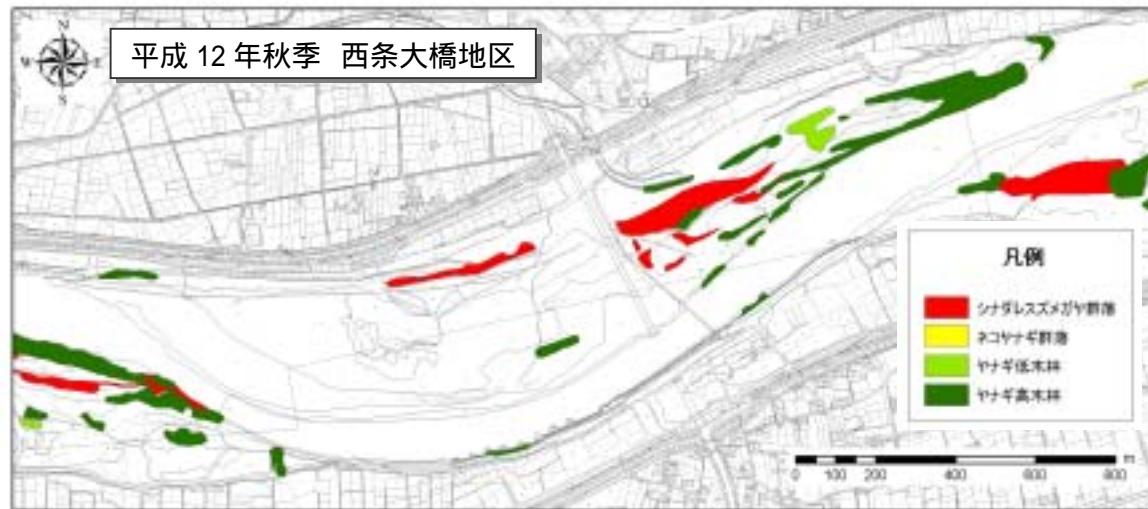 平成 12 年秋季 西条大橋地区
N
W
凡例
シナダレスズメガヤ群落
ネコヤナギ群落
ヤナギ低木林
ヤナギ高木林
m
0 100 200 400 600 800